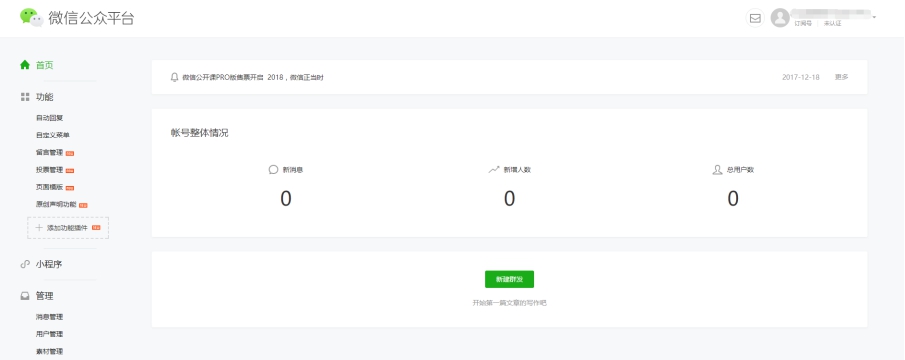 微信公众平台
订阅号 未认证
首页
微信公开课PRO版售票开启 2018，微信正当时 2017-12-18 更多
功能
自动回复
自定义菜单
留言管理
投票管理
页面模版
原创声明功能
添加功能插件
小程序
管理
消息管理
用户管理
素材管理
帐号整体情况
新消息 新增人数 总用户数
0 0 0
新建群发
开始第一篇文章的写作吧